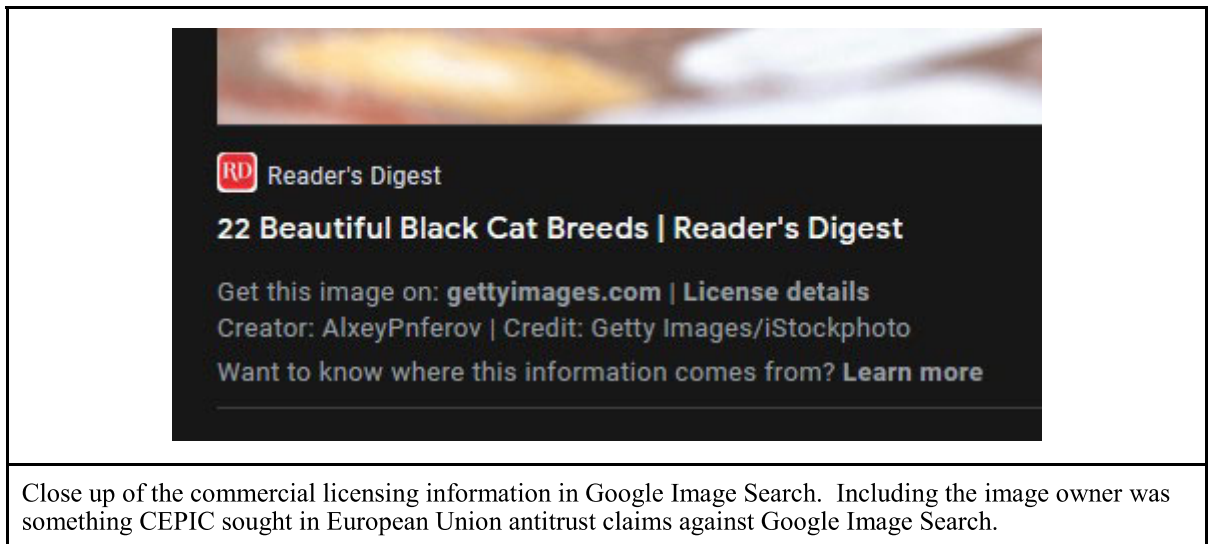 RD Reader's Digest
22 Beautiful Black Cat Breeds | Reader's Digest
Get this image on: gettyimages.com | License details
Creator: AlxeyPnferov | Credit: Getty Images/iStockphoto
Want to know where this information comes from? Learn more
Close up of the commercial licensing information in Google Image Search.  Including the image owner was
something CEPIC sought in European Union antitrust claims against Google Image Search.